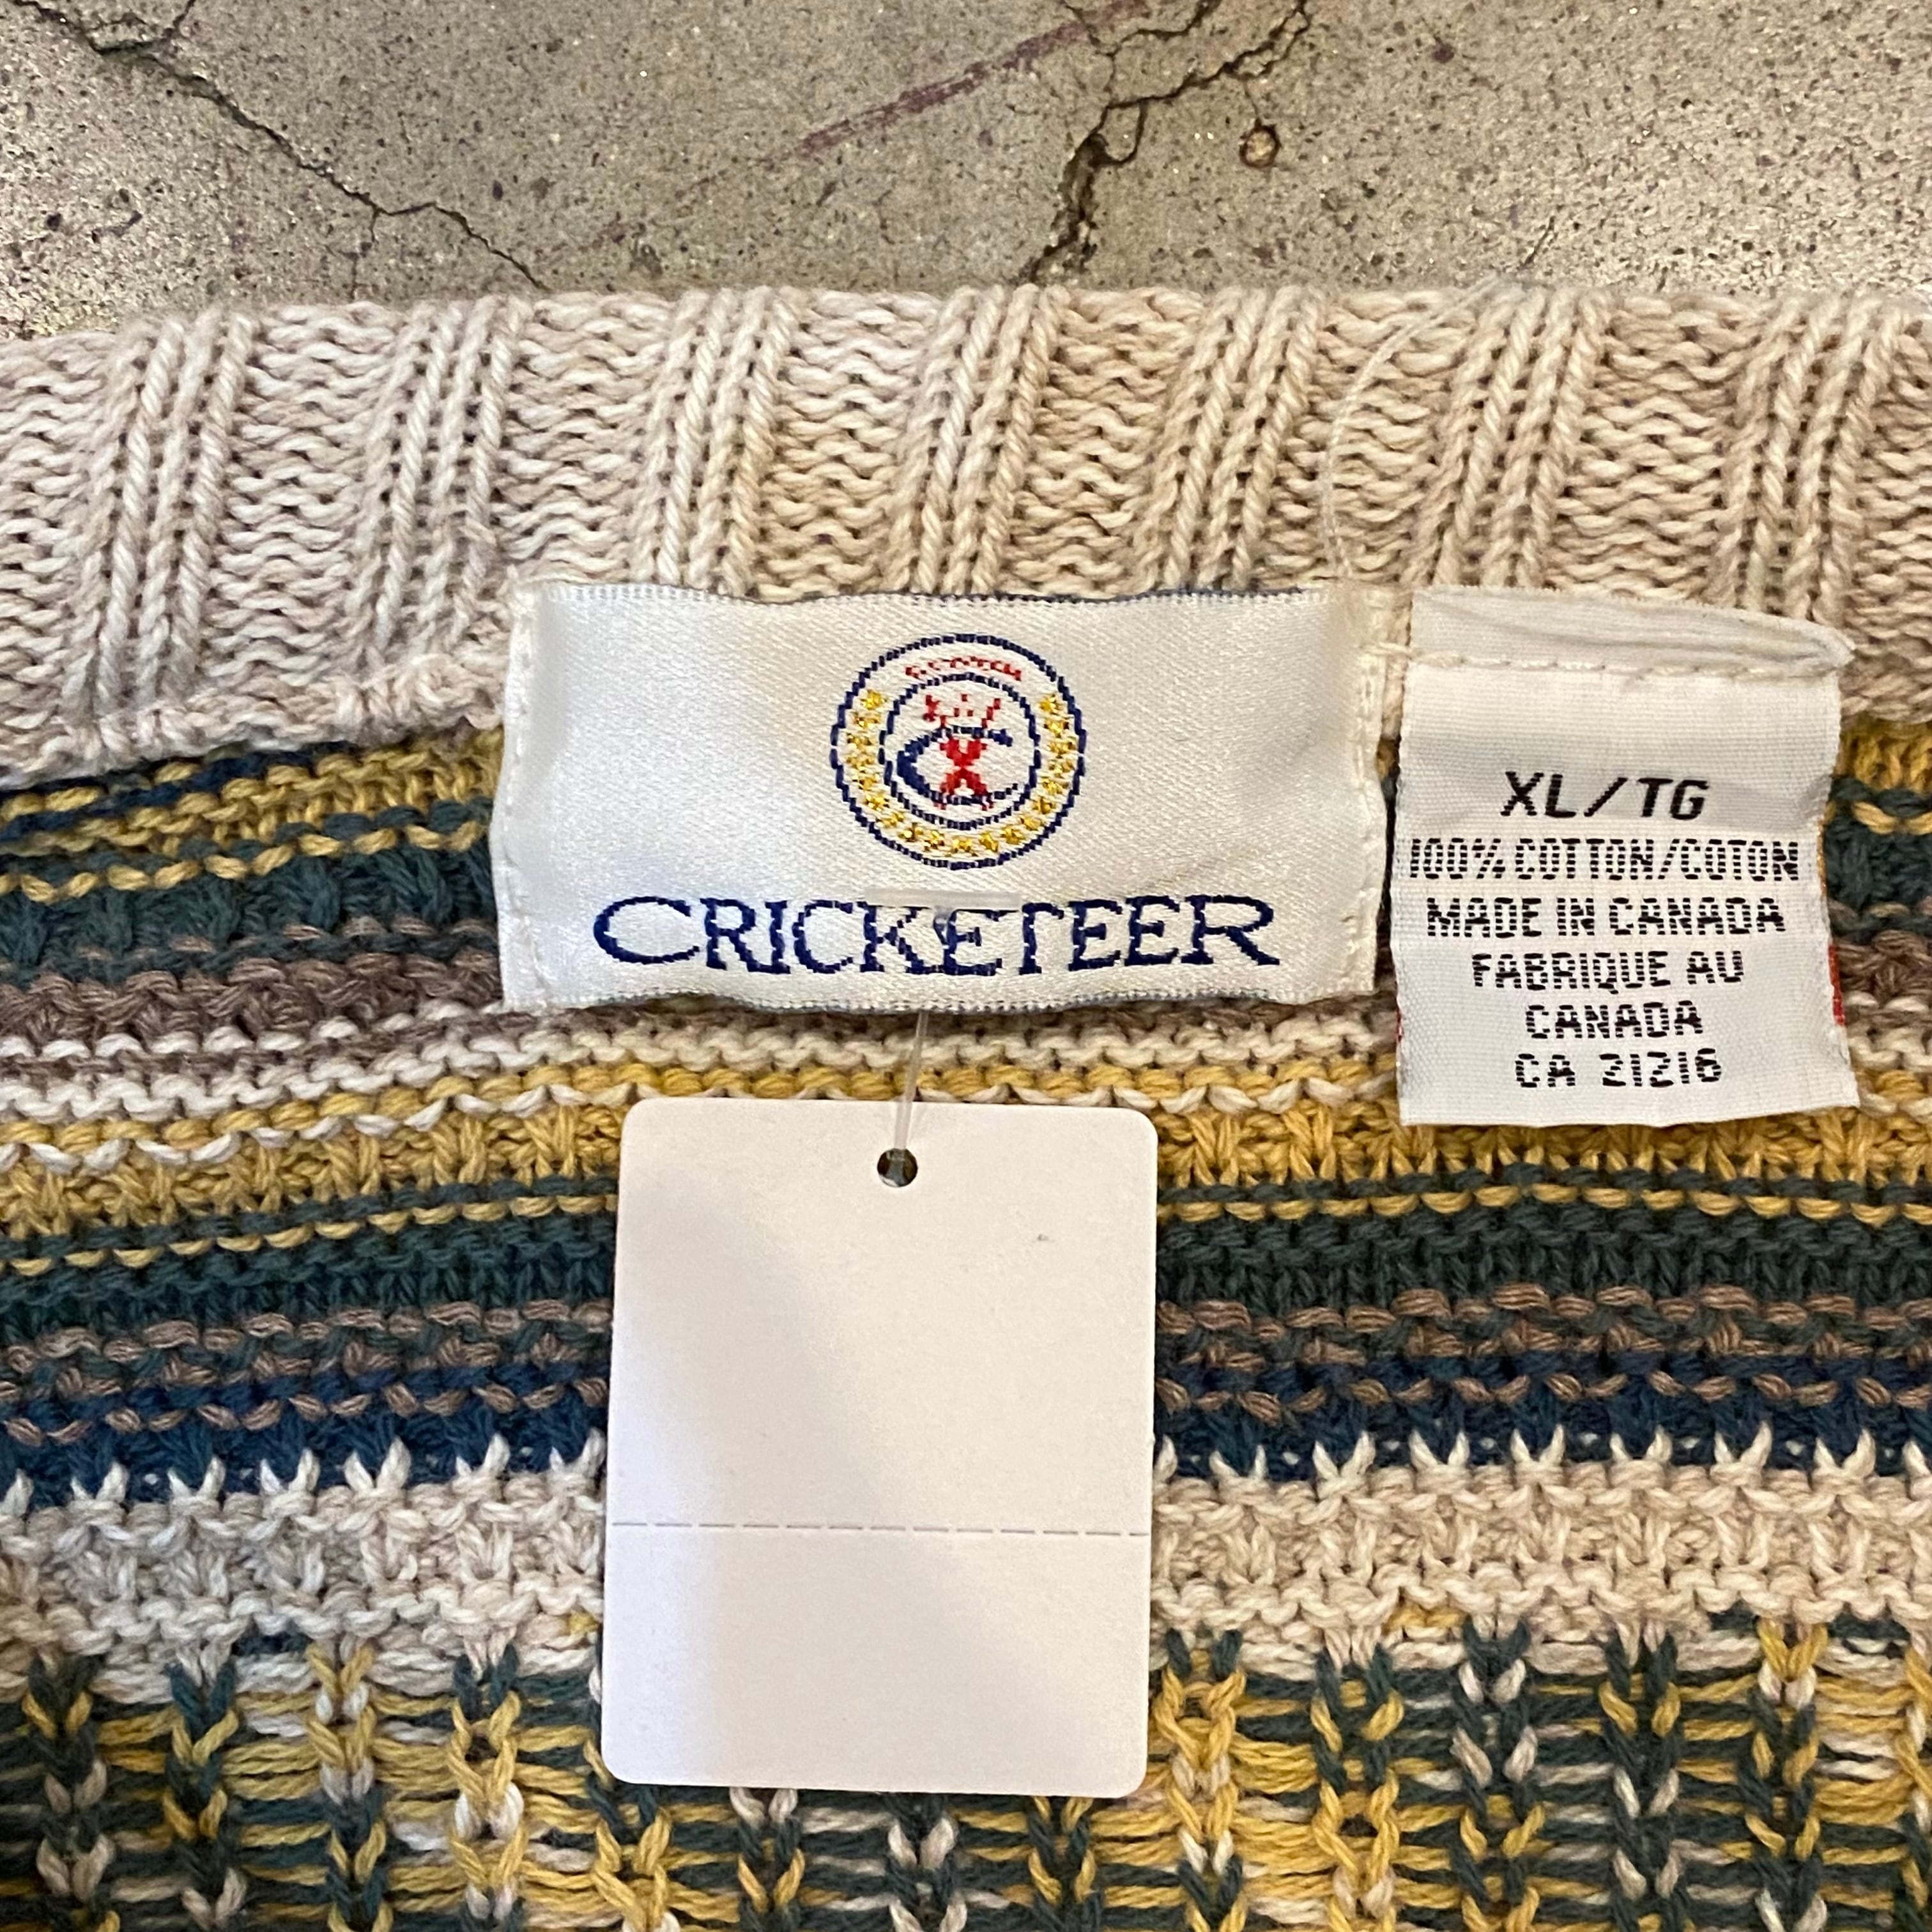 CRICKETEER
XL/TG
100% COTTON/COTON
MADE IN CANADA
FABRIQUE AU
CANADA
CA 21216